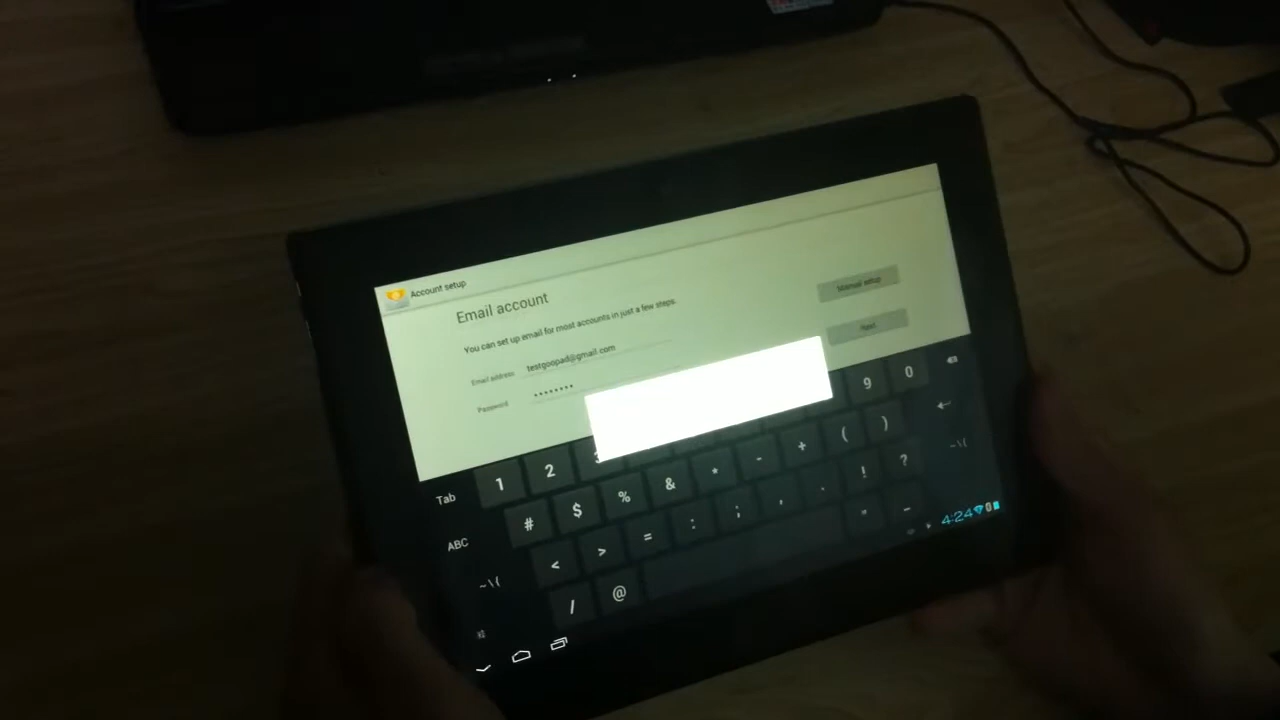 Account setup
Email account
You can set up email for most accounts in just a few steps.
Manual setup
Email address testgoopad@gmail.com
Next
Password ••••••••
Tab 1 2 9 0
ABC # $ % & * - + ( )
~\{ < > = : ; , . ! ? ~\{
/ @ " _
4:24